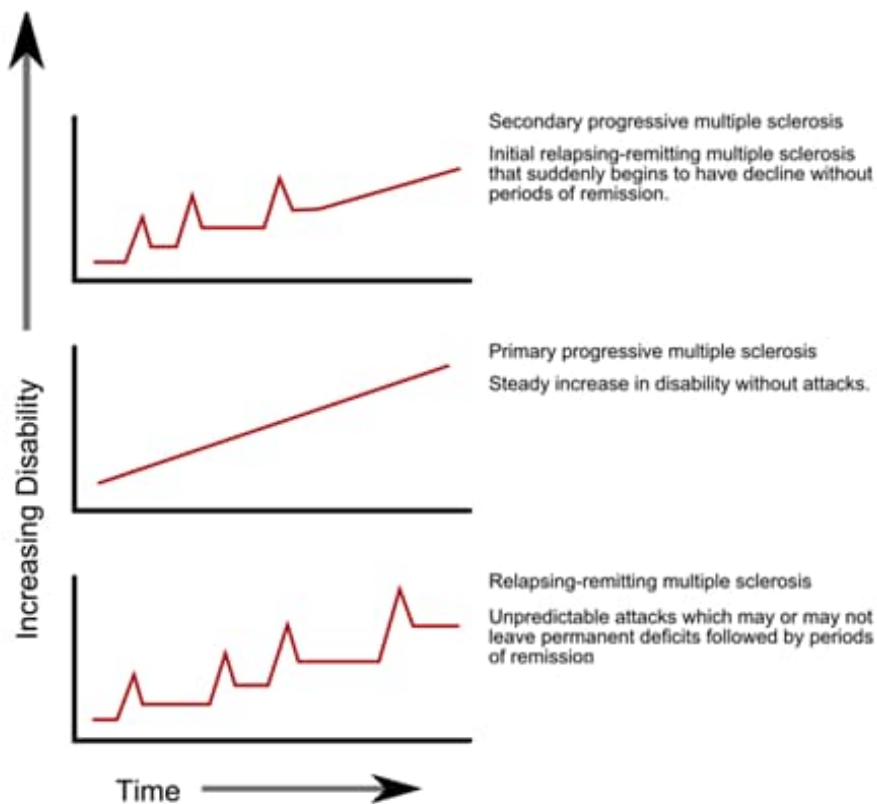 Secondary progressive multiple sclerosis
Initial relapsing-remitting multiple sclerosis
that suddenly begins to have decline without
periods of remission.
Primary progressive multiple sclerosis
Steady increase in disability without attacks.
Increasing Disability
Relapsing-remitting multiple sclerosis
Unpredictable attacks which may or may not
leave permanent deficits followed by periods
of remission
Time